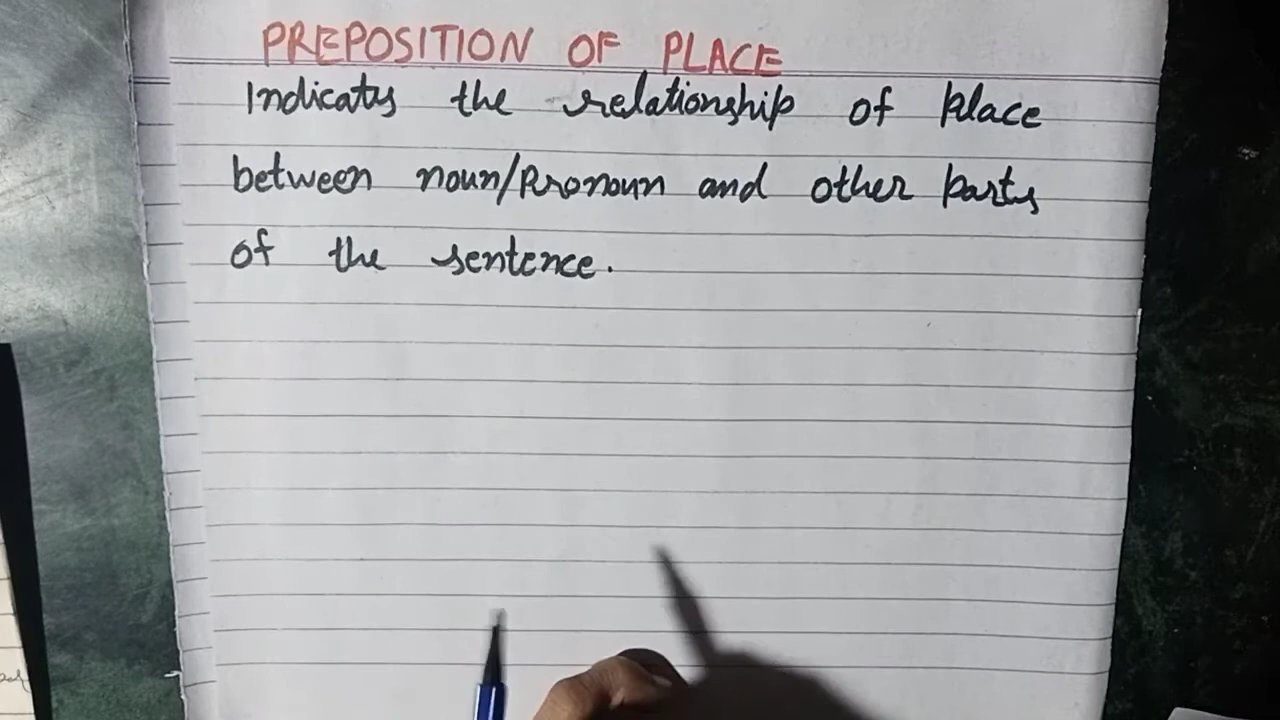 PREPOSITION OF PLACE
Indicates the relationship of place
between noun/Pronoun and other parts
of the sentence.